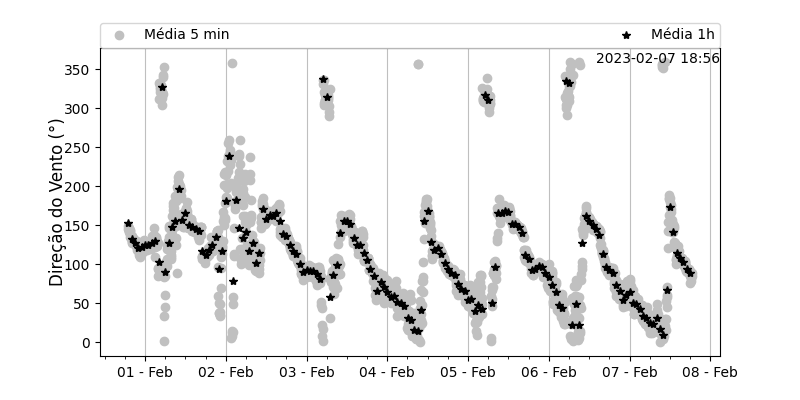 Média 5 min
Média 1h
2023-02-07 18:56
Direção do Vento (°)
350
300
250
200
150
100
50
0
01 - Feb
02 - Feb
03 - Feb
04 - Feb
05 - Feb
06 - Feb
07 - Feb
08 - Feb